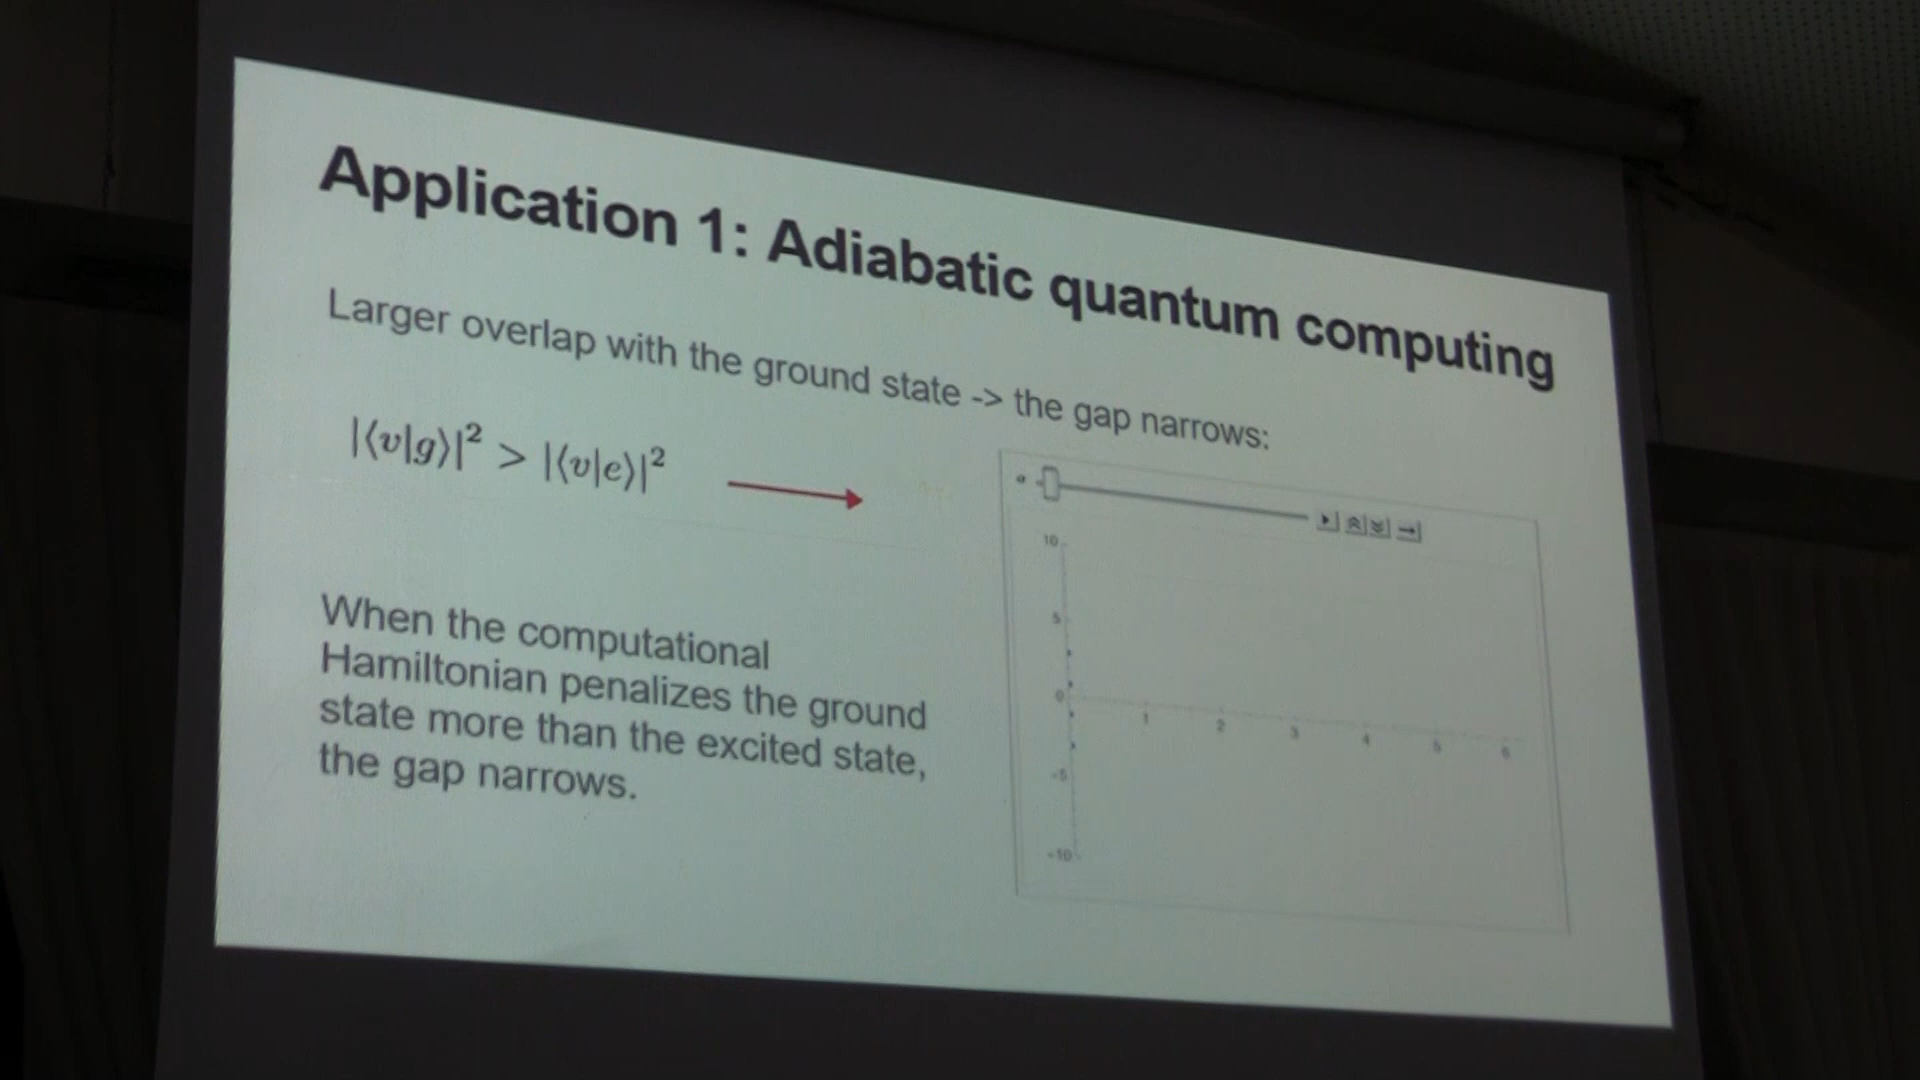 Application 1: Adiabatic quantum computing
Larger overlap with the ground state -> the gap narrows:
|⟨v|g⟩|² > |⟨v|e⟩|²
When the computational
Hamiltonian penalizes the ground
state more than the excited state,
the gap narrows.
10
5
0
1 2 3 4 5 6
-5
-10